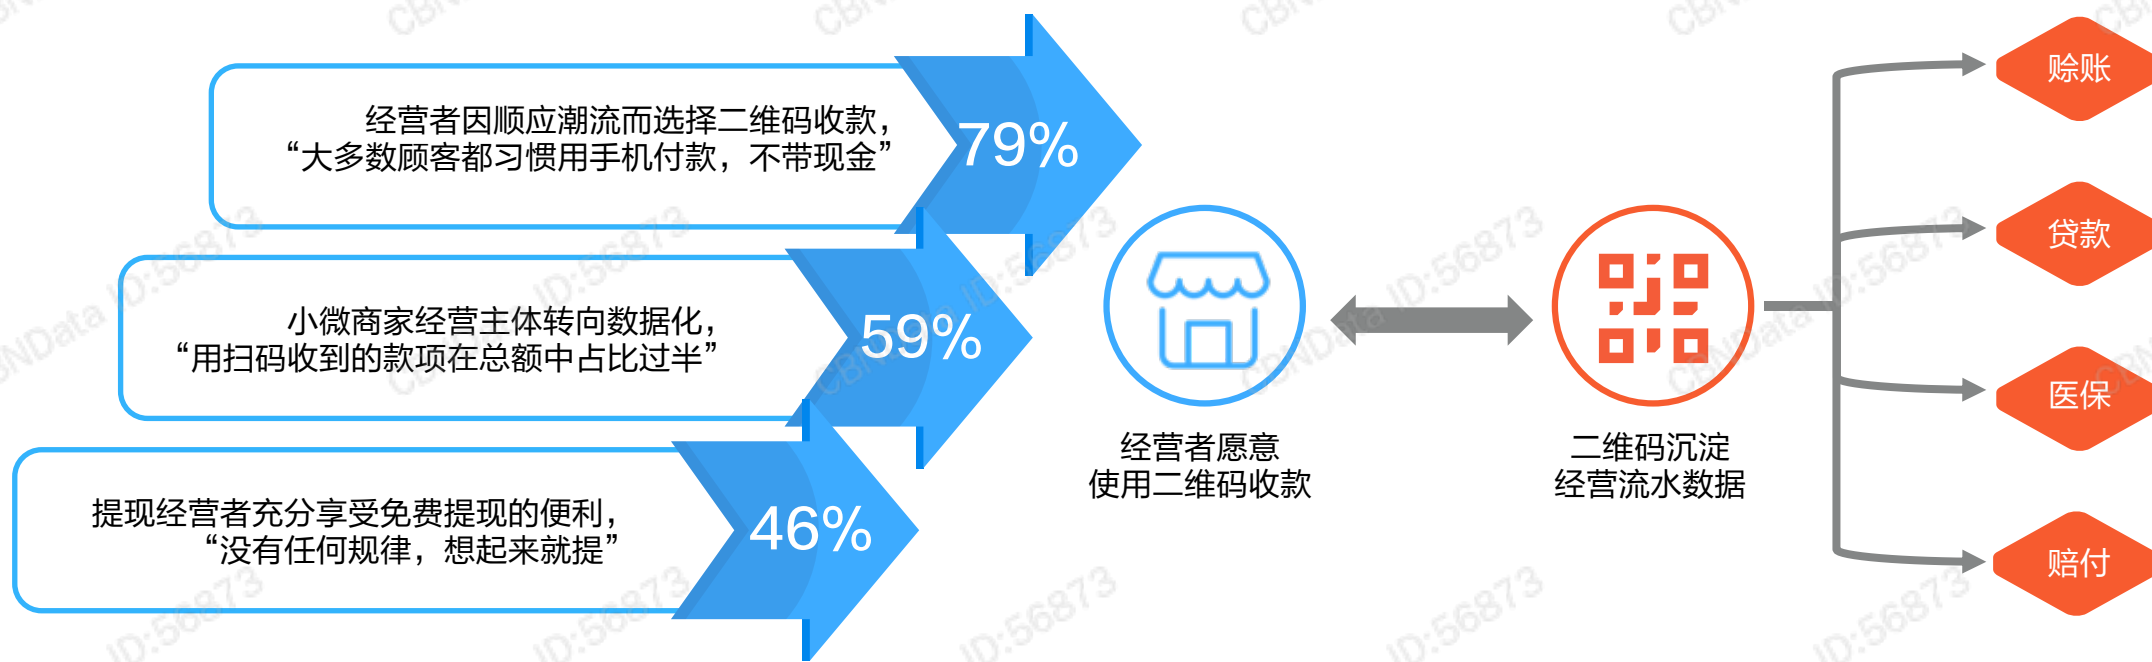 经营者因顺应潮流而选择二维码收款，
“大多数顾客都习惯用手机付款，不带现金”
79%
小微商家经营主体转向数据化，
“用扫码收到的款项在总额中占比过半”
59%
提现经营者充分享受免费提现的便利，
“没有任何规律，想起来就提”
46%
经营者愿意
使用二维码收款
二维码沉淀
经营流水数据
赊账
贷款
医保
赔付
CBNData ID:56873